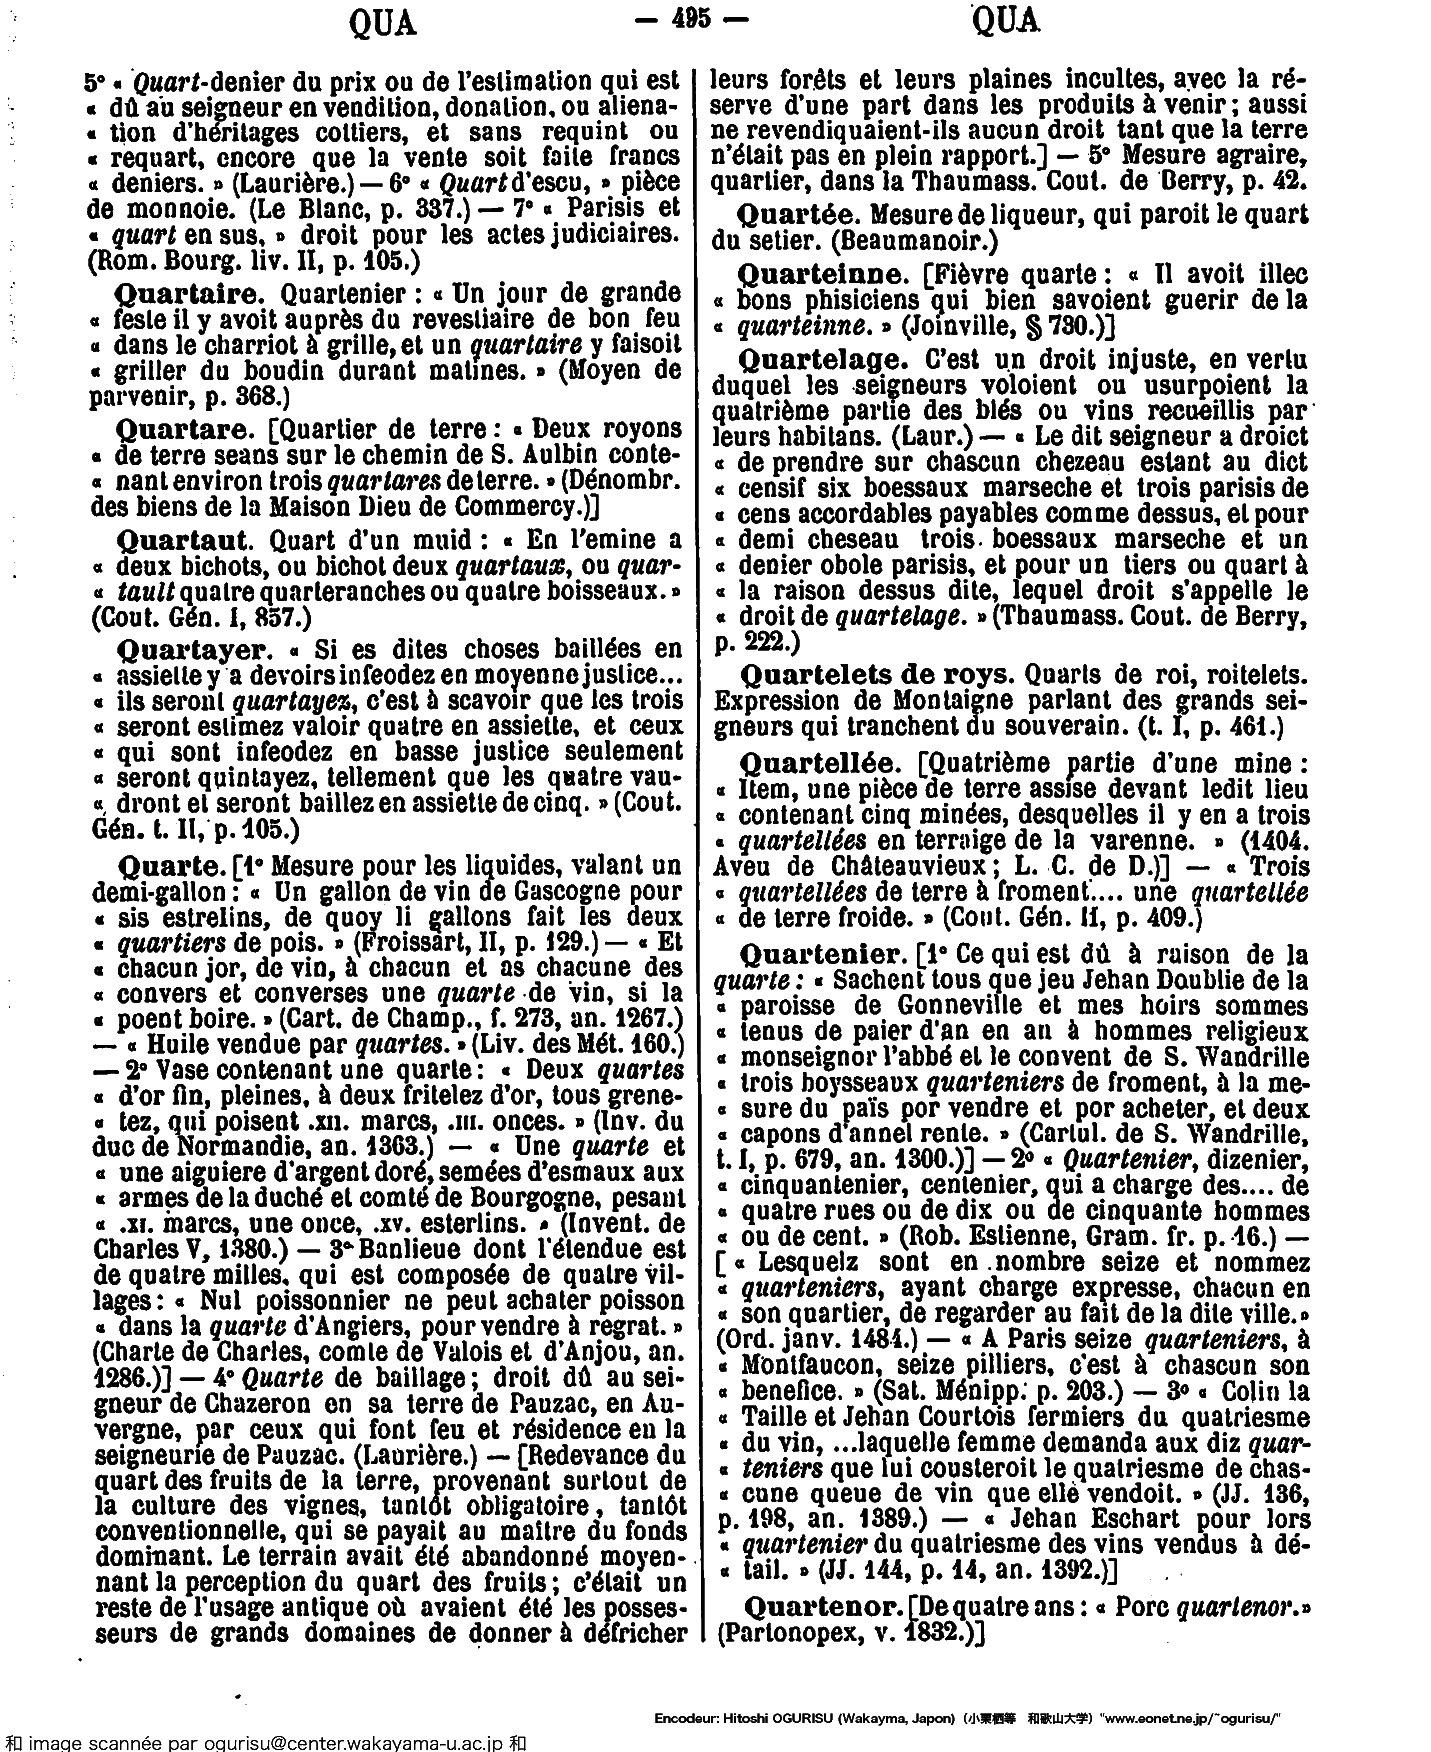 QUA — 495 — QUA
5° « Quart-denier du prix ou de l'estimation qui est
« dû au seigneur en vendition, donation, ou aliena-
« tion d'héritages cottiers, et sans requint ou
« requart, encore que la vente soit faite francs
« deniers. » (Laurière.) — 6° « Quart d'escu, » pièce
de monnoie. (Le Blanc, p. 337.) — 7° « Parisis et
« quart en sus, » droit pour les actes judiciaires.
(Rom. Bourg. liv. II, p. 105.)
Quartaire. Quartenier : « Un jour de grande
« feste il y avoit auprès du revestiaire de bon feu
« dans le charriot à grille, et un quartaire y faisoit
« griller du boudin durant matines. » (Moyen de
parvenir, p. 368.)
Quartare. [Quartier de terre : « Deux royons
« de terre seans sur le chemin de S. Aulbin conte-
« nant environ trois quartares de terre. » (Dénombr.
des biens de la Maison Dieu de Commercy.)]
Quartaut. Quart d'un muid : « En l'emine a
« deux bichots, ou bichot deux quartaux, ou quar-
« tault quatre quarteranches ou quatre boisseaux. »
(Cout. Gén. I, 857.)
Quartayer. « Si es dites choses baillées en
« assiette y a devoirs infeodez en moyenne justice...
« ils seront quartayez, c'est à scavoir que les trois
« seront estimez valoir quatre en assiette, et ceux
« qui sont infeodez en basse justice seulement
« seront quintayez, tellement que les quatre vau-
« dront et seront baillez en assiette de cinq. » (Cout.
Gén. t. II, p. 105.)
Quarte. [1° Mesure pour les liquides, valant un
demi-gallon : « Un gallon de vin de Gascogne pour
« sis estrelins, de quoy li gallons fait les deux
« quartiers de pois. » (Froissart, II, p. 129.) — « Et
« chacun jor, de vin, à chacun et as chacune des
« convers et converses une quarte de vin, si la
« poent boire. » (Cart. de Champ., f. 273, an. 1267.)
— « Huile vendue par quartes. » (Liv. des Mét. 160.)
— 2° Vase contenant une quarte : « Deux quartes
« d'or fin, pleines, à deux fritelez d'or, tous grene-
« tez, qui poisent .XII. marcs, .III. onces. » (Inv. du
duc de Normandie, an. 1363.) — « Une quarte et
« une aiguiere d'argent doré, semées d'esmaux aux
« armes de la duché et comté de Bourgogne, pesant
« .XI. marcs, une once, .XV. esterlins. » (Invent. de
Charles V, 1380.) — 3° Banlieue dont l'étendue est
de quatre milles, qui est composée de quatre vil-
lages : « Nul poissonnier ne peut achater poisson
« dans la quarte d'Angiers, pour vendre à regrat. »
(Charte de Charles, comte de Valois et d'Anjou, an.
1286.)] — 4° Quarte de baillage ; droit dû au sei-
gneur de Chazeron en sa terre de Pauzac, en Au-
vergne, par ceux qui font feu et résidence en la
seigneurie de Pauzac. (Laurière.) — [Redevance du
quart des fruits de la terre, provenant surtout de
la culture des vignes, tantôt obligatoire, tantôt
conventionnelle, qui se payait au maître du fonds
dominant. Le terrain avait été abandonné moyen-
nant la perception du quart des fruits ; c'était un
reste de l'usage antique où avaient été les posses-
seurs de grands domaines de donner à défricher
leurs forêts et leurs plaines incultes, avec la ré-
serve d'une part dans les produits à venir ; aussi
ne revendiquaient-ils aucun droit tant que la terre
n'était pas en plein rapport.] — 5° Mesure agraire,
quartier, dans la Thaumass. Cout. de Berry, p. 42.
Quartée. Mesure de liqueur, qui paroit le quart
du setier. (Beaumanoir.)
Quarteinne. [Fièvre quarte : « Il avoit illec
« bons phisiciens qui bien savoient guerir de la
« quarteinne. » (Joinville, § 730.)]
Quartelage. C'est un droit injuste, en vertu
duquel les seigneurs voloient ou usurpoient la
quatrième partie des blés ou vins recueillis par
leurs habitans. (Laur.) — « Le dit seigneur a droict
« de prendre sur chascun chezeau estant au dict
« censif six boessaux marseche et trois parisis de
« cens accordables payables comme dessus, et pour
« demi cheseau trois boessaux marseche et un
« denier obole parisis, et pour un tiers ou quart à
« la raison dessus dite, lequel droit s'appelle le
« droit de quartelage. » (Thaumass. Cout. de Berry,
p. 222.)
Quartelets de roys. Quarts de roi, roitelets.
Expression de Montaigne parlant des grands sei-
gneurs qui tranchent du souverain. (t. I, p. 461.)
Quartellée. [Quatrième partie d'une mine :
« Item, une pièce de terre assise devant ledit lieu
« contenant cinq minées, desquelles il y en a trois
« quartellées en terraige de la varenne. » (1404.
Aveu de Châteauvieux ; L. C. de D.)] — « Trois
« quartellées de terre à froment.... une quartellée
« de terre froide. » (Cout. Gén. II, p. 409.)
Quartenier. [1° Ce qui est dû à raison de la
quarte : « Sachent tous que jeu Jehan Doublie de la
« paroisse de Gonneville et mes hoirs sommes
« tenus de paier d'an en an à hommes religieux
« monseignor l'abbé et le convent de S. Wandrille
« trois boysseaux quarteniers de froment, à la me-
« sure du païs por vendre et por acheter, et deux
« capons d'annel rente. » (Cartul. de S. Wandrille,
t. I, p. 679, an. 1300.)] — 2° « Quartenier, dizenier,
« cinquantenier, centenier, qui a charge des.... de
« quatre rues ou de dix ou de cinquante hommes
« ou de cent. » (Rob. Estienne, Gram. fr. p. 16.) —
[ « Lesquelz sont en nombre seize et nommez
« quarteniers, ayant charge expresse, chacun en
« son quartier, de regarder au fait de la dite ville. »
(Ord. janv. 1484.) — « A Paris seize quarteniers, à
« Montfaucon, seize pilliers, c'est à chascun son
« benefice. » (Sat. Ménipp. p. 203.) — 3° « Colin la
« Taille et Jehan Courtois fermiers du quatriesme
« du vin, ...laquelle femme demanda aux diz quar-
« teniers que lui cousteroit le quatriesme de chas-
« cune queue de vin que elle vendoit. » (JJ. 136,
p. 198, an. 1389.) — « Jehan Eschart pour lors
« quartenier du quatriesme des vins vendus à dé-
« tail. » (JJ. 144, p. 14, an. 1392.)]
Quartenor. [De quatre ans : « Porc quartenor. »
(Partonopex, v. 1832.)]
Encodeur: Hitoshi OGURISU (Wakayma, Japon) (小栗栖等 和歌山大学) "www.eonet.ne.jp/~ogurisu/"
和 image scannée par ogurisu@center.wakayama-u.ac.jp 和